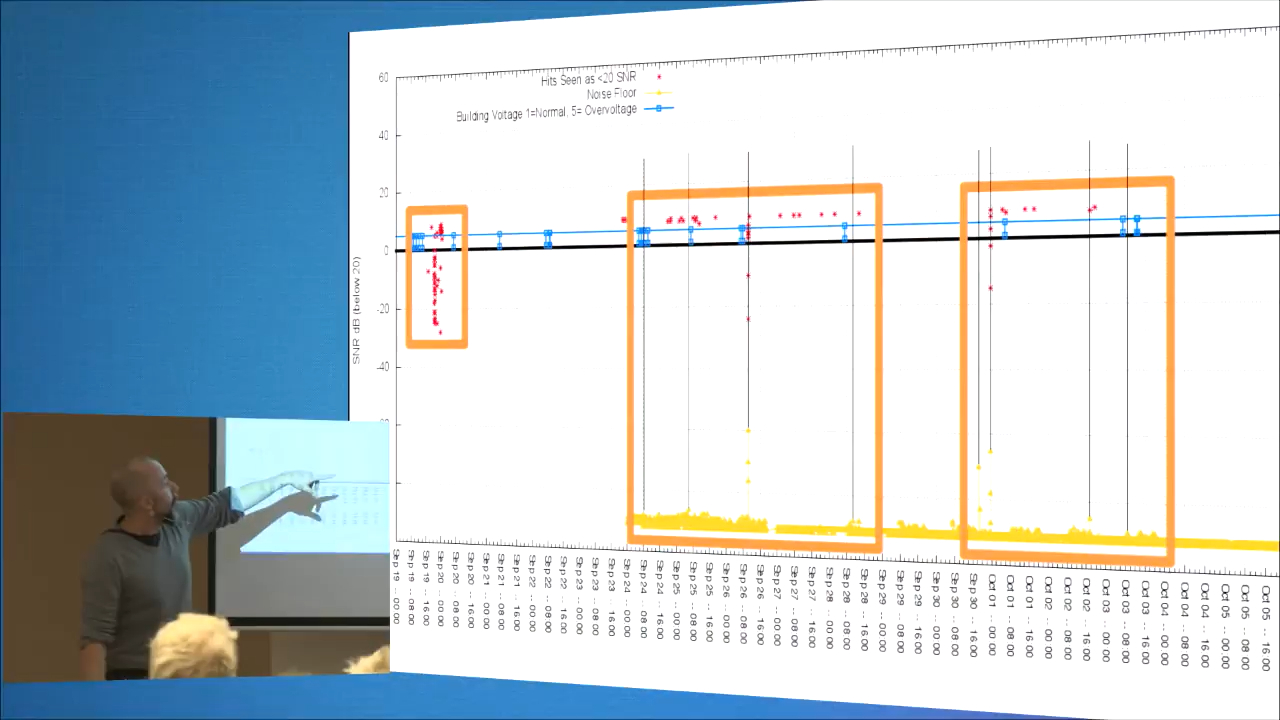 Hits Seen as <20 SNR
Noise Floor
Building Voltage 1=Normal, 5= Overvoltage
60
40
20
0
-20
-40
SNR dB (below 20)
Sep 19 -- 00:00
Sep 19 -- 08:00
Sep 19 -- 16:00
Sep 20 -- 00:00
Sep 20 -- 08:00
Sep 20 -- 16:00
Sep 21 -- 00:00
Sep 21 -- 08:00
Sep 21 -- 16:00
Sep 22 -- 00:00
Sep 22 -- 08:00
Sep 22 -- 16:00
Sep 23 -- 00:00
Sep 23 -- 08:00
Sep 23 -- 16:00
Sep 24 -- 00:00
Sep 24 -- 08:00
Sep 24 -- 16:00
Sep 25 -- 00:00
Sep 25 -- 08:00
Sep 25 -- 16:00
Sep 26 -- 00:00
Sep 26 -- 08:00
Sep 26 -- 16:00
Sep 27 -- 00:00
Sep 27 -- 08:00
Sep 27 -- 16:00
Sep 28 -- 00:00
Sep 28 -- 08:00
Sep 28 -- 16:00
Sep 29 -- 00:00
Sep 29 -- 08:00
Sep 29 -- 16:00
Sep 30 -- 00:00
Sep 30 -- 08:00
Sep 30 -- 16:00
Oct 01 -- 00:00
Oct 01 -- 08:00
Oct 01 -- 16:00
Oct 02 -- 00:00
Oct 02 -- 08:00
Oct 02 -- 16:00
Oct 03 -- 00:00
Oct 03 -- 08:00
Oct 03 -- 16:00
Oct 04 -- 00:00
Oct 04 -- 08:00
Oct 04 -- 16:00
Oct 05 -- 00:00
Oct 05 -- 08:00
Oct 05 -- 16:00